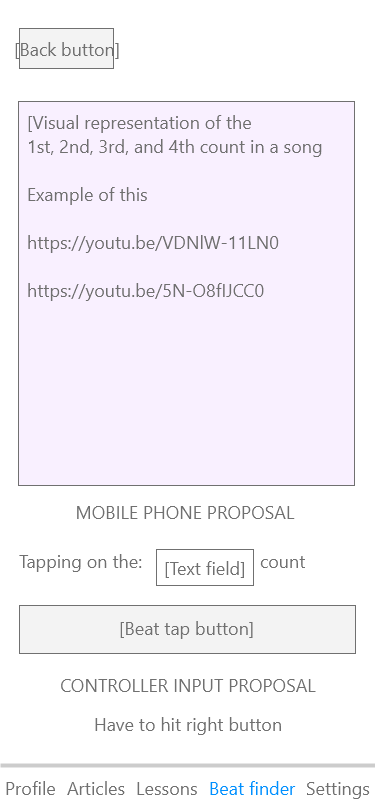 [Back button]
[Visual representation of the
1st, 2nd, 3rd, and 4th count in a song
Example of this
https://youtu.be/VDNlW-11LN0
https://youtu.be/5N-O8fIJCC0
MOBILE PHONE PROPOSAL
Tapping on the: [Text field] count
[Beat tap button]
CONTROLLER INPUT PROPOSAL
Have to hit right button
Profile Articles Lessons Beat finder Settings